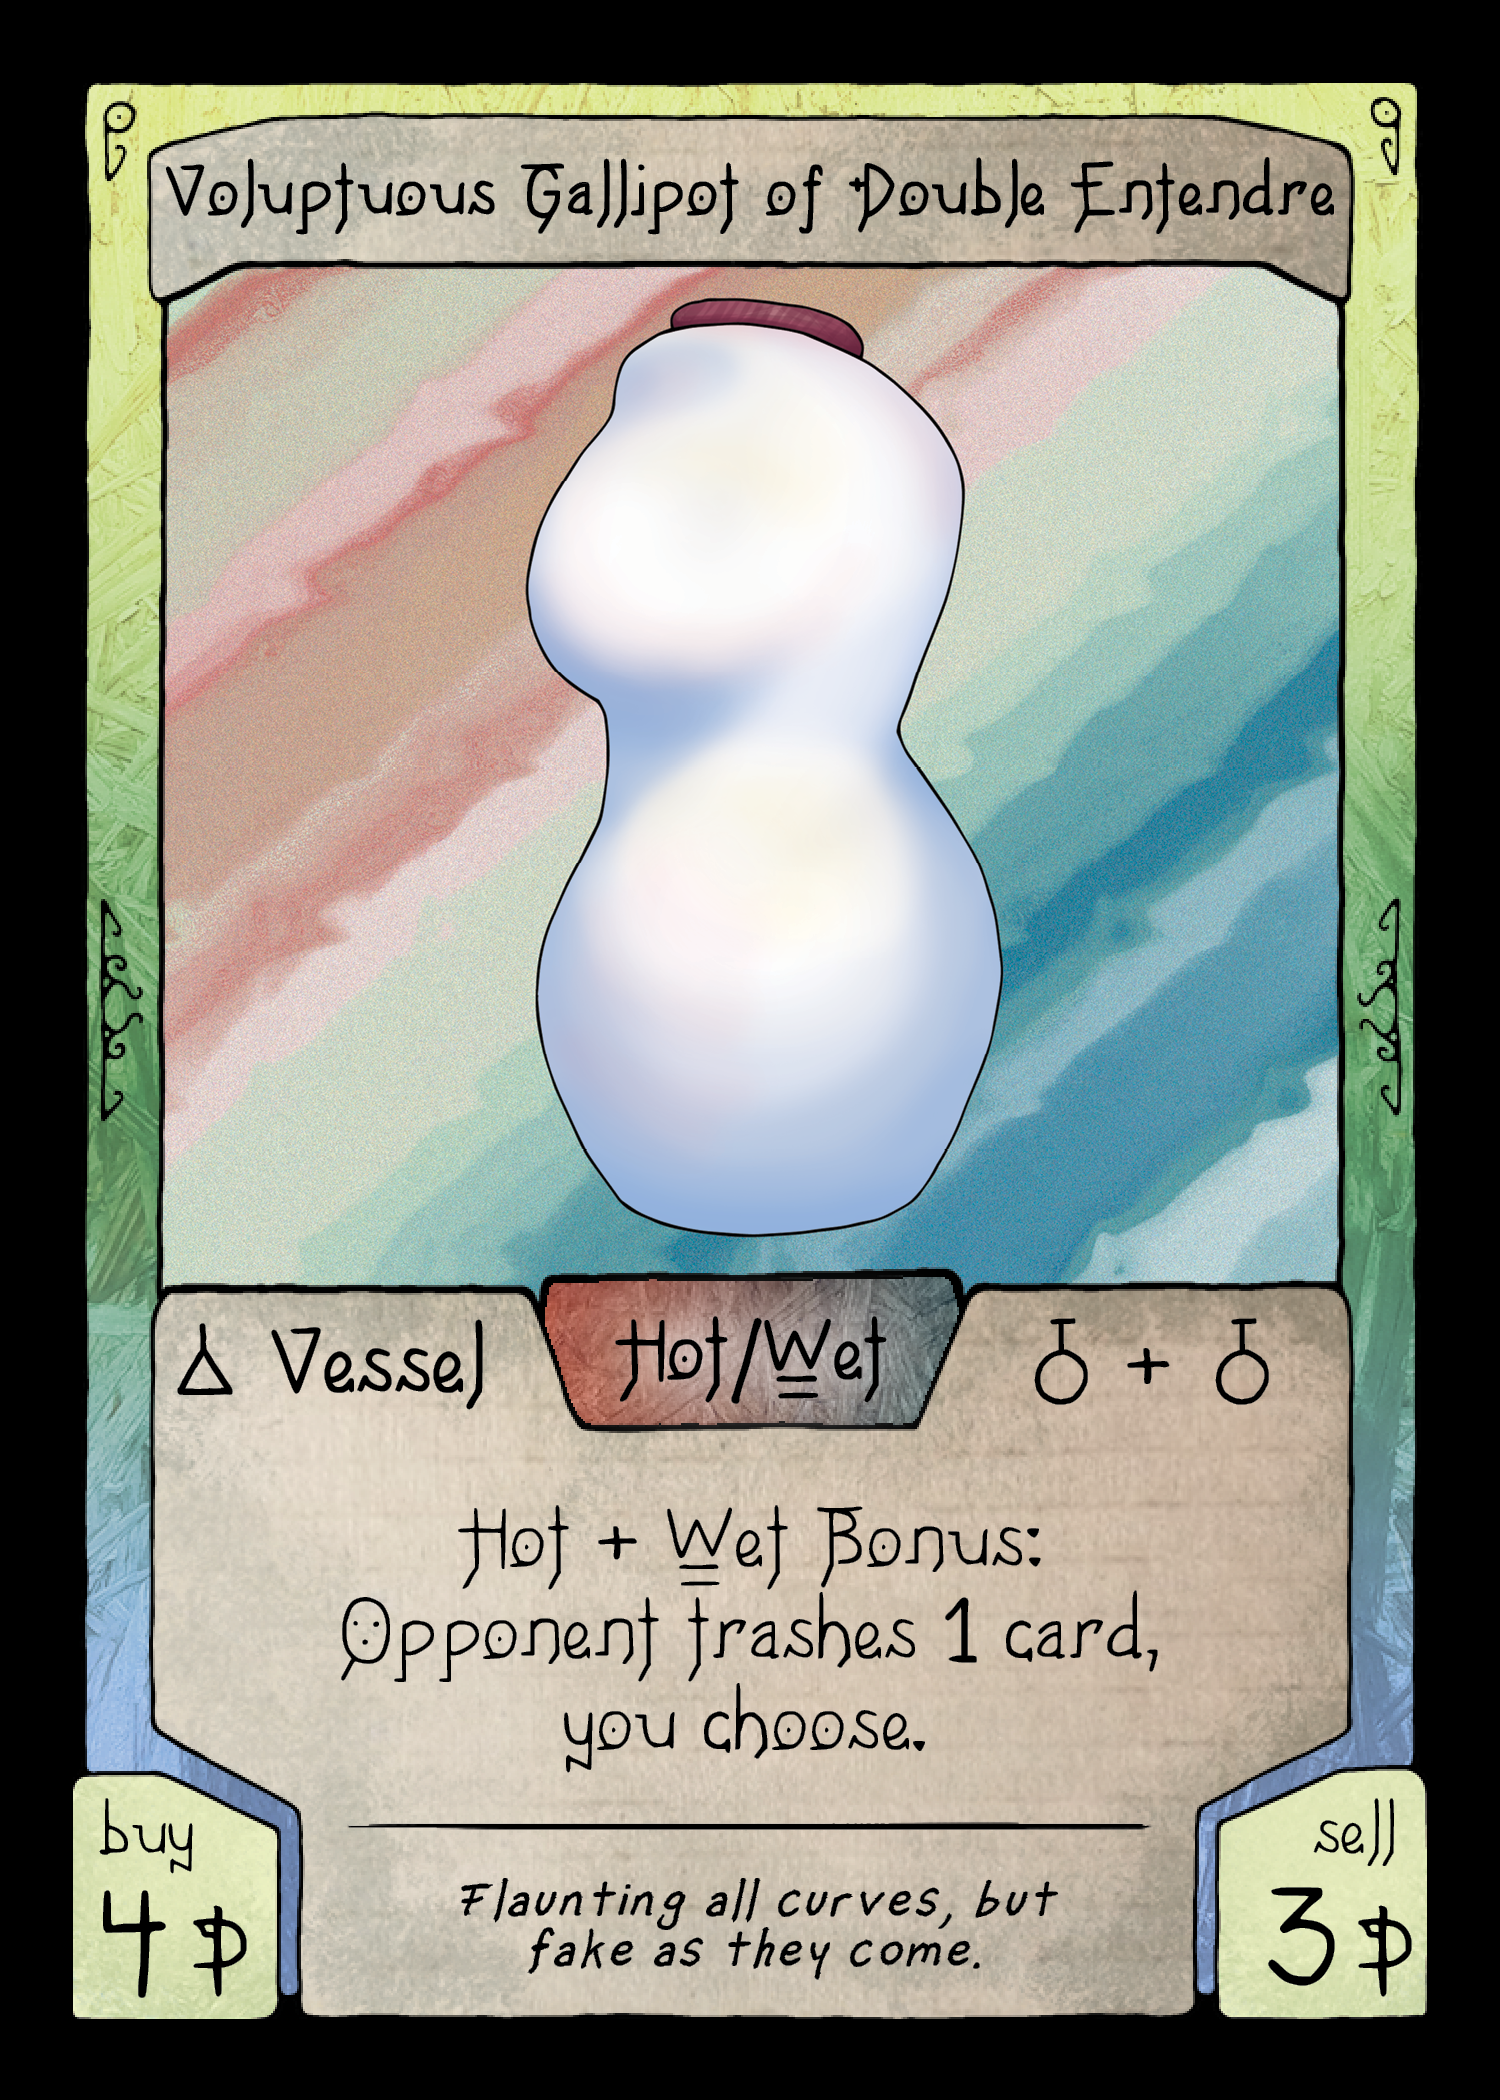 Voluptuous Gallipot of Double Entendre
Vessel
Hot/Wet
+
Hot + Wet Bonus:
Opponent trashes 1 card,
you choose.
Flaunting all curves, but
fake as they come.
buy
4
sell
3